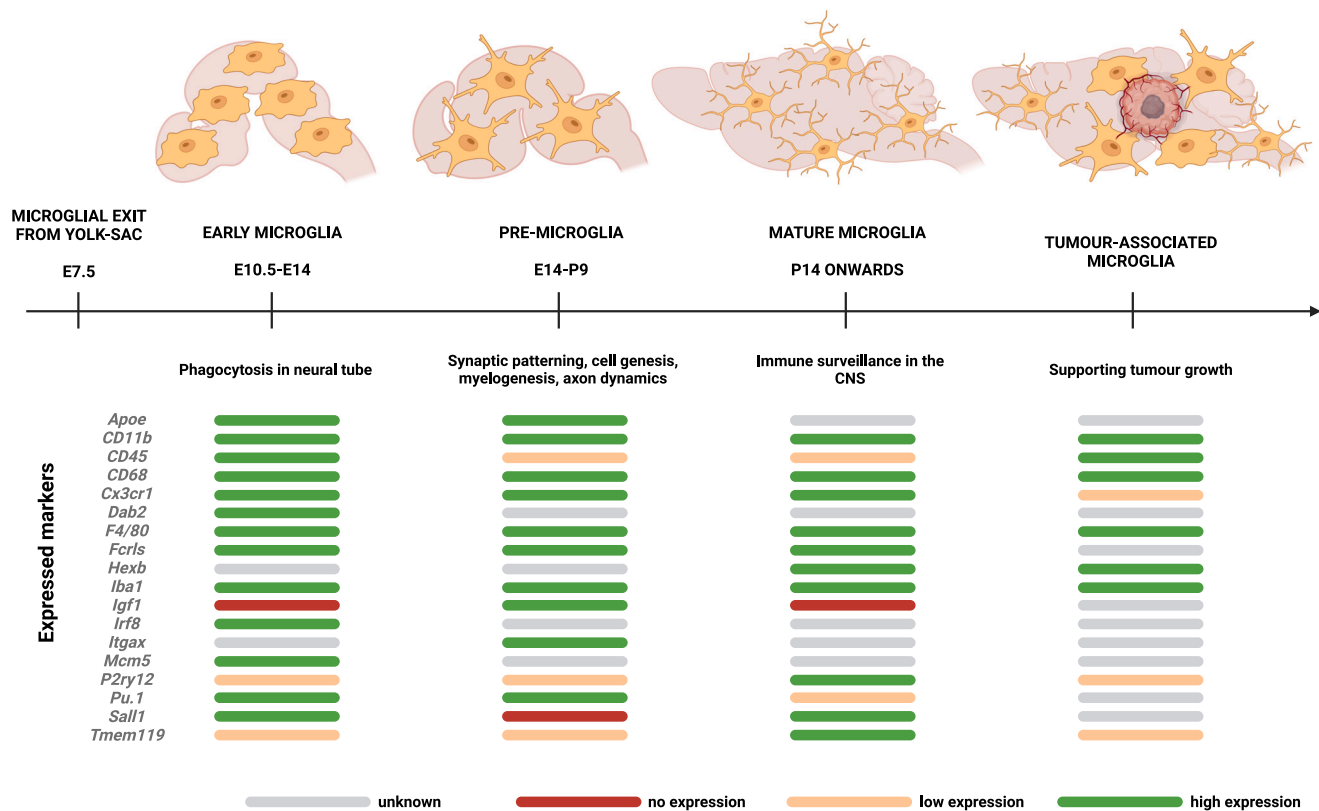 MICROGLIAL EXIT
FROM YOLK-SAC
E7.5
EARLY MICROGLIA
E10.5-E14
PRE-MICROGLIA
E14-P9
MATURE MICROGLIA
P14 ONWARDS
TUMOUR-ASSOCIATED
MICROGLIA
Phagocytosis in neural tube
Synaptic patterning, cell genesis,
myelogenesis, axon dynamics
Immune surveillance in the
CNS
Supporting tumour growth
Expressed markers
Apoe
CD11b
CD45
CD68
Cx3cr1
Dab2
F4/80
Fcrls
Hexb
Iba1
Igf1
Irf8
Itgax
Mcm5
P2ry12
Pu.1
Sall1
Tmem119
unknown
no expression
low expression
high expression